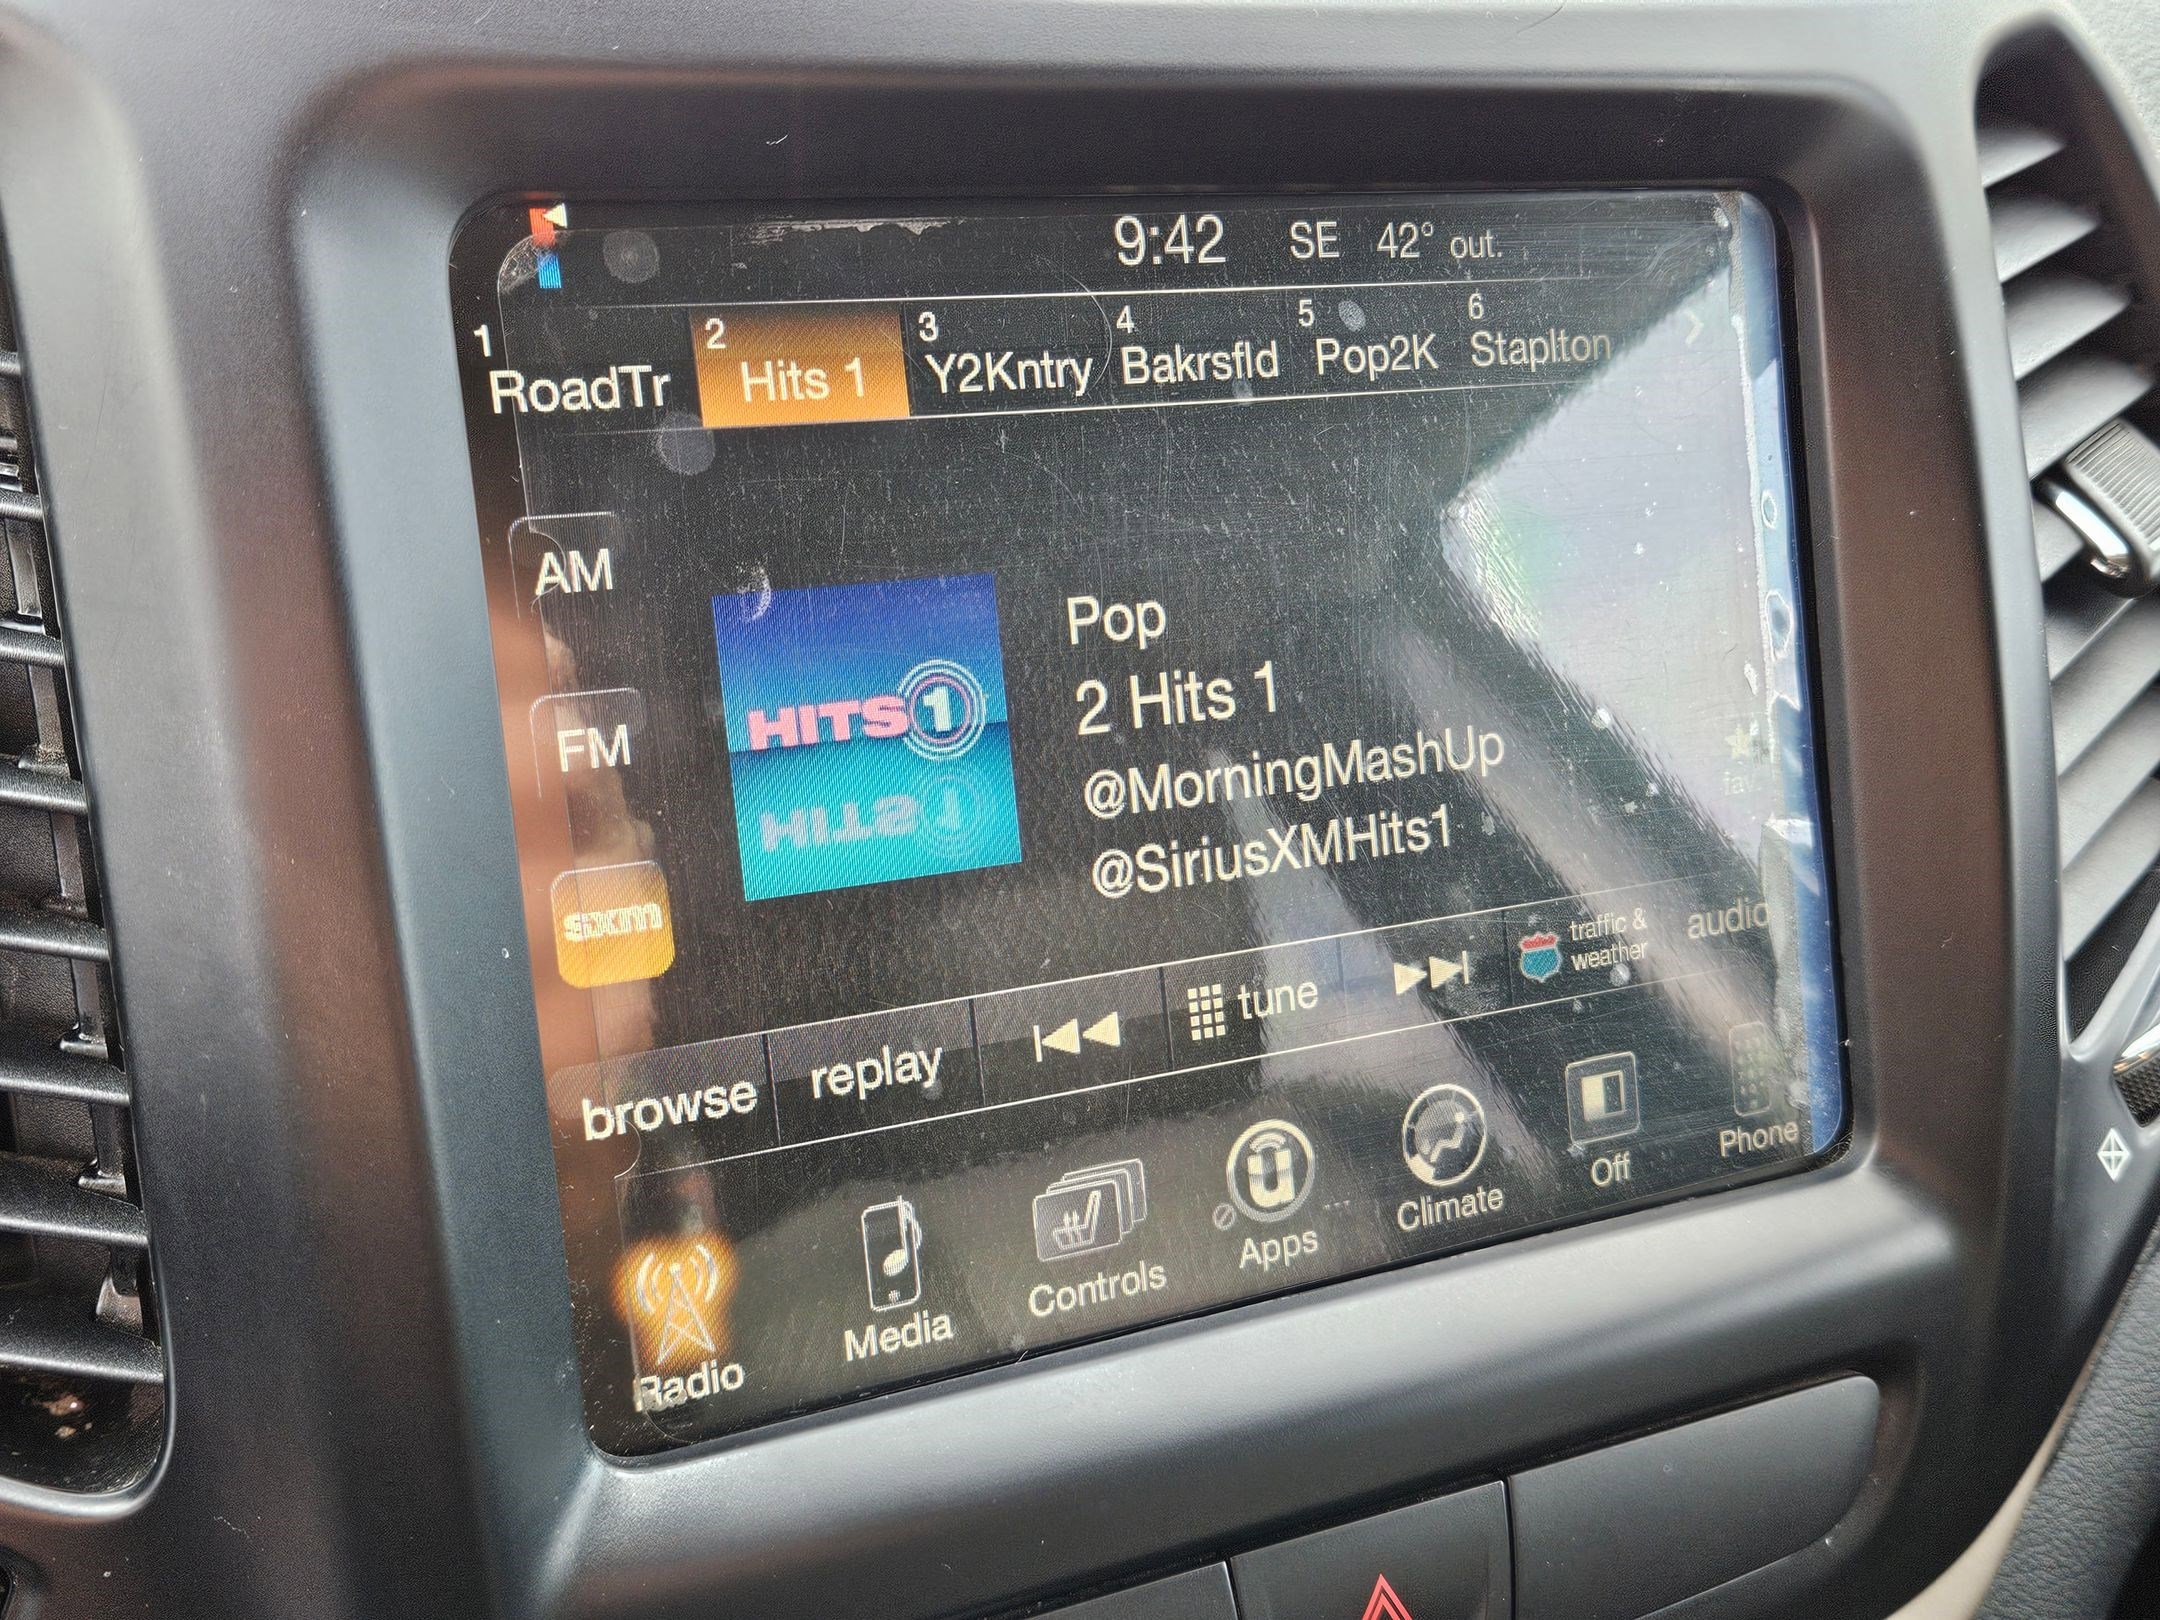 9:42 SE 42° out.
1 RoadTr
2 Hits 1
3 Y2Kntry
4 Bakrsfld
5 Pop2K
6 Staplton
AM
FM
sxm
HITS 1
Pop
2 Hits 1
@MorningMashUp
@SiriusXMHits1
fav.
browse
replay
tune
traffic &
weather
audio
Radio
Media
Controls
Apps
Climate
Off
Phone